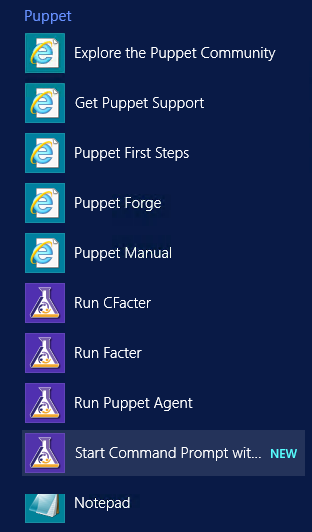 Puppet
Explore the Puppet Community
Get Puppet Support
Puppet First Steps
Puppet Forge
Puppet Manual
Run CFacter
Run Facter
Run Puppet Agent
Start Command Prompt wit... NEW
Notepad